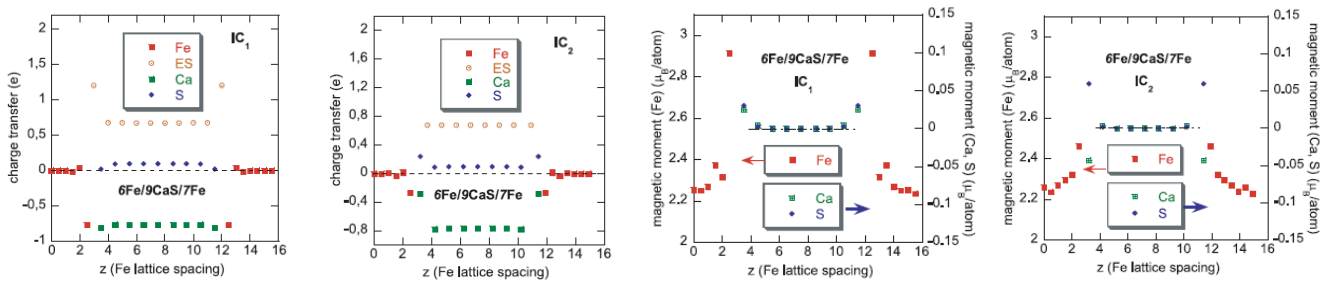 charge transfer (e)
2
1,5
1
0,5
0
-0,5
-1
Fe
ES
Ca
S
IC1
6Fe/9CaS/7Fe
0 2 4 6 8 10 12 14 16
z (Fe lattice spacing)
charge transfer (e)
2
1,6
1,2
0,8
0,4
0
-0,4
-0,8
Fe
ES
Ca
S
IC2
6Fe/9CaS/7Fe
0 2 4 6 8 10 12 14 16
z (Fe lattice spacing)
magnetic moment (Fe) (μB/atom)
3
2.8
2.6
2.4
2.2
2
6Fe/9CaS/7Fe
IC1
Fe
Ca
S
0.15
0.1
0.05
0
-0.05
-0.1
-0.15
magnetic moment (Ca, S) (μB/atom)
0 2 4 6 8 10 12 14 16
z (Fe lattice spacing)
magnetic moment (Fe) (μB/atom)
3
2.8
2.6
2.4
2.2
2
6Fe/9CaS/7Fe
IC2
Fe
Ca
S
0.15
0.1
0.05
0
-0.05
-0.1
-0.15
magnetic moment (Ca, S) (μB/atom)
0 2 4 6 8 10 12 14 16
z (Fe lattice spacing)